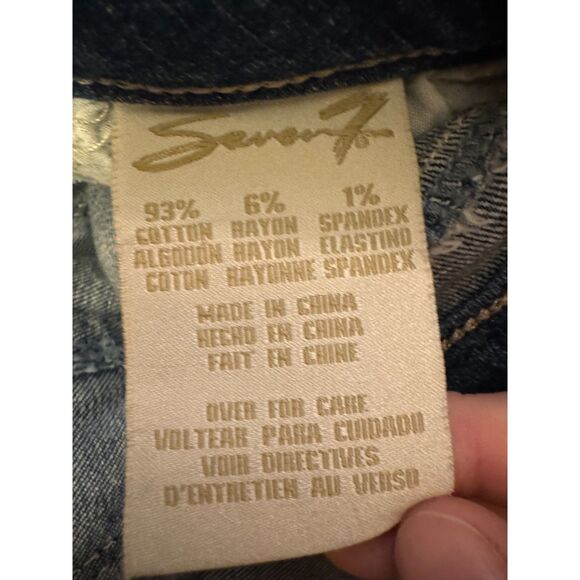 Seven7
93% 6% 1%
COTTON RAYON SPANDEX
ALGODÓN RAYON ELASTINO
COTON RAYONNE SPANDEX
MADE IN CHINA
HECHO EN CHINA
FAIT EN CHINE
OVER FOR CARE
VOLTEAR PARA CUIDADO
VOIR DIRECTIVES
D'ENTRETIEN AU VERSO